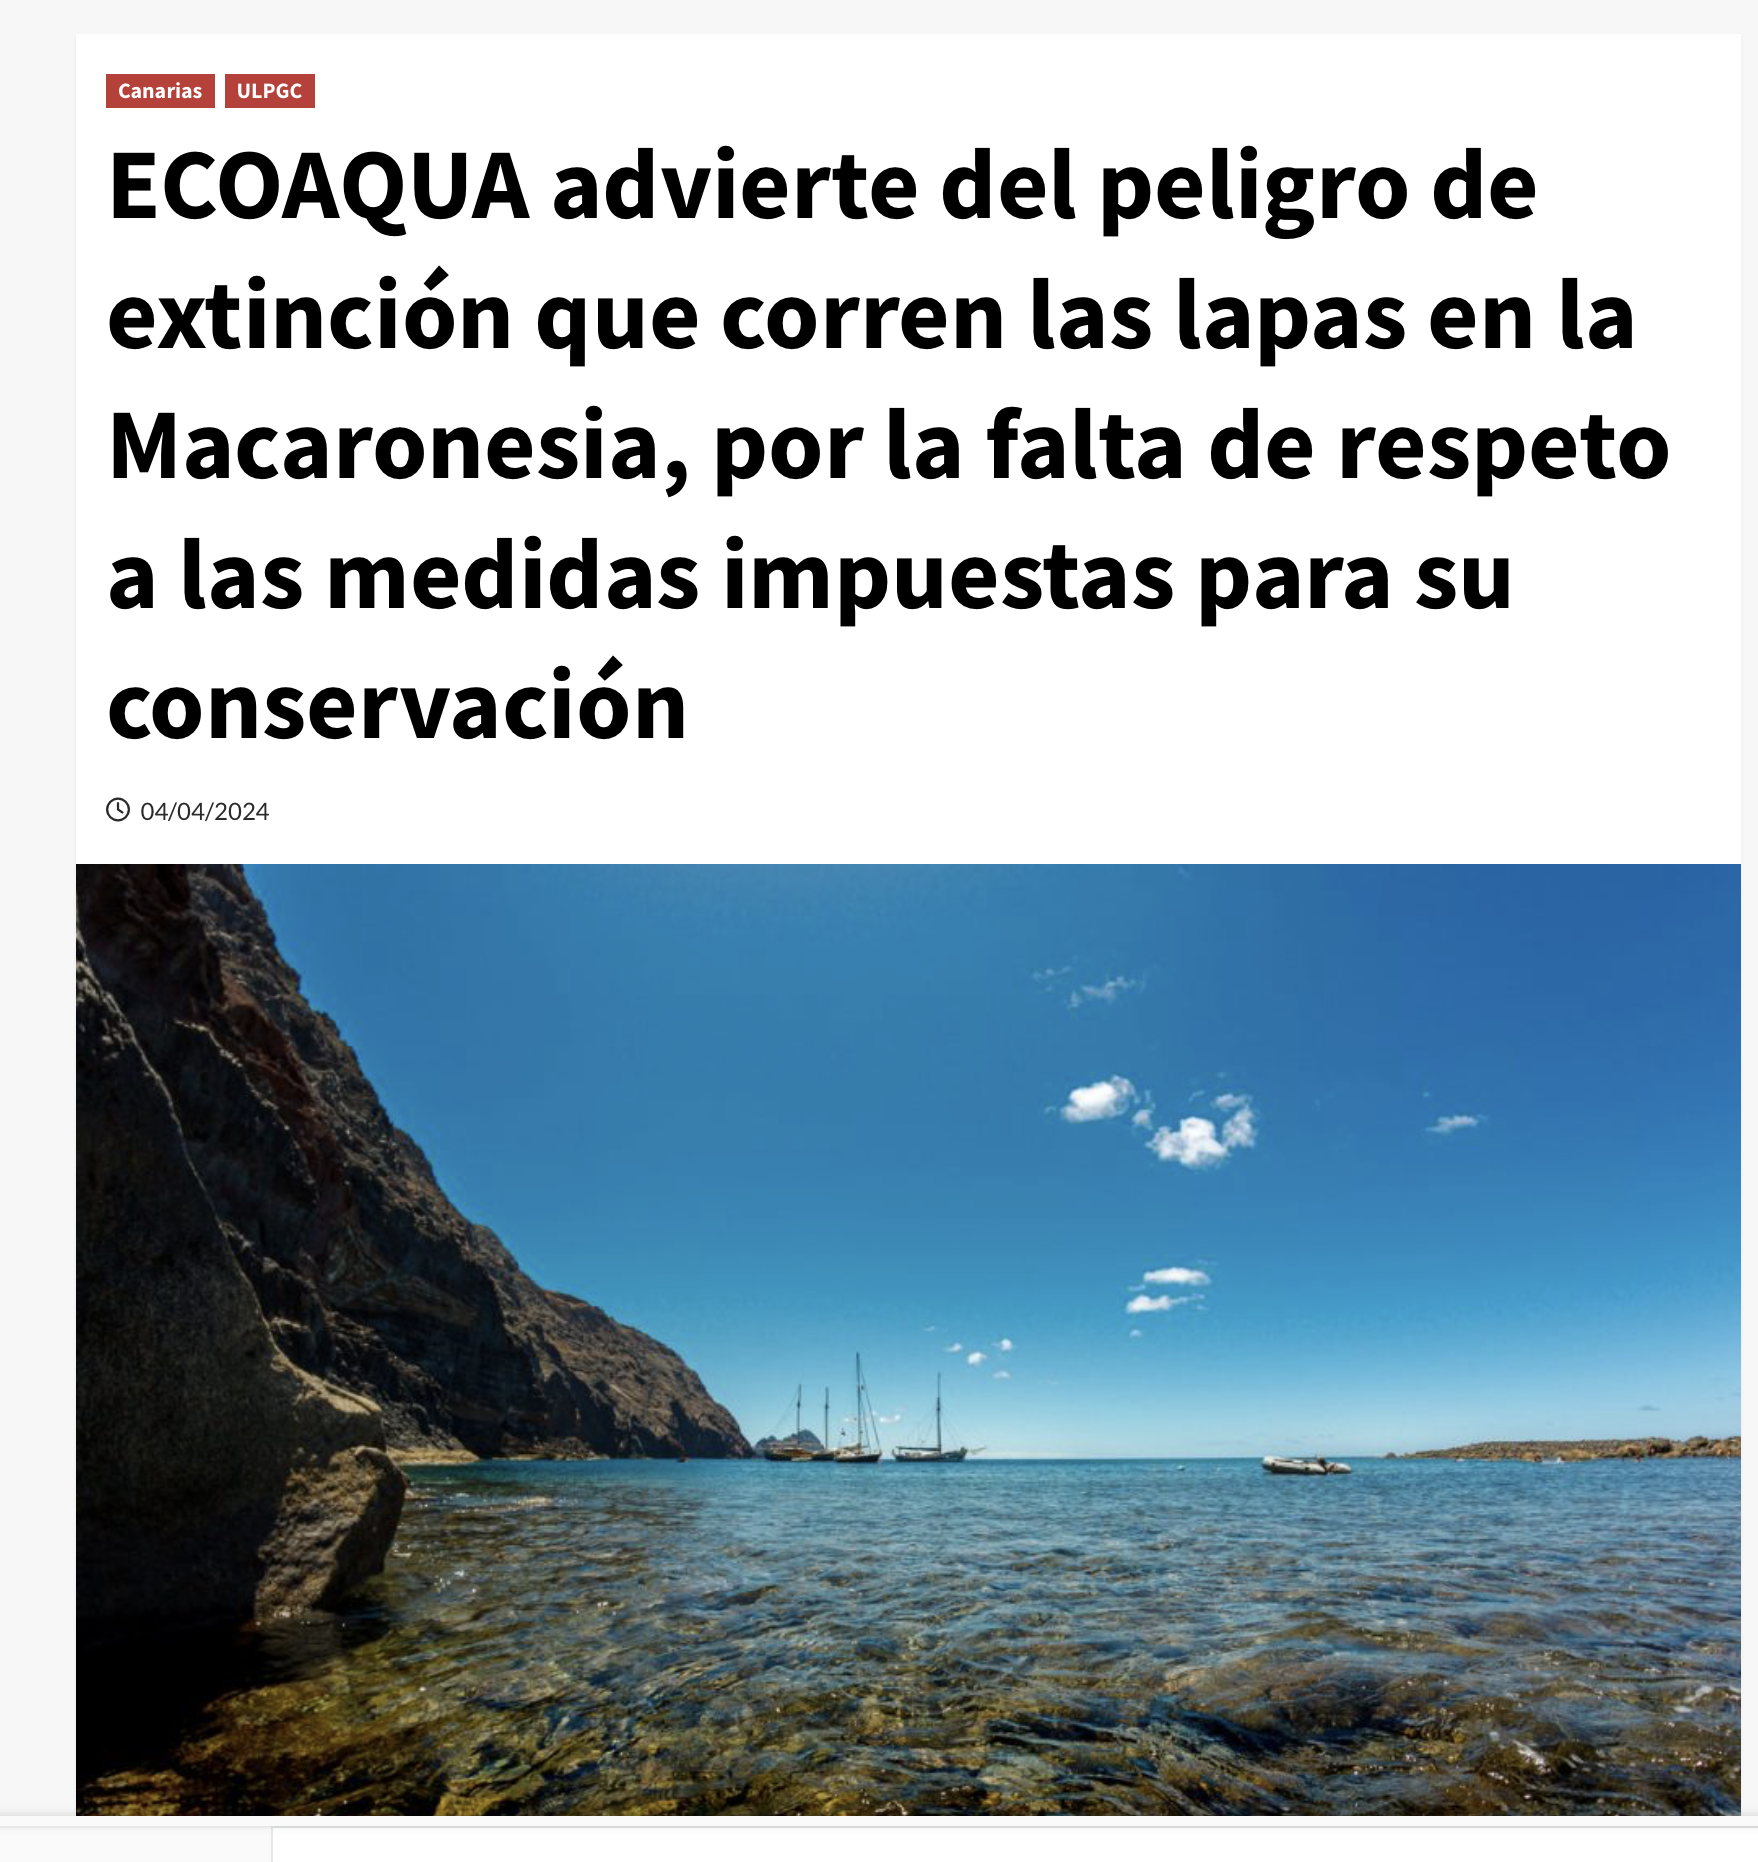 Canarias ULPGC
ECOAQUA advierte del peligro de
extinción que corren las lapas en la
Macaronesia, por la falta de respeto
a las medidas impuestas para su
conservación
04/04/2024